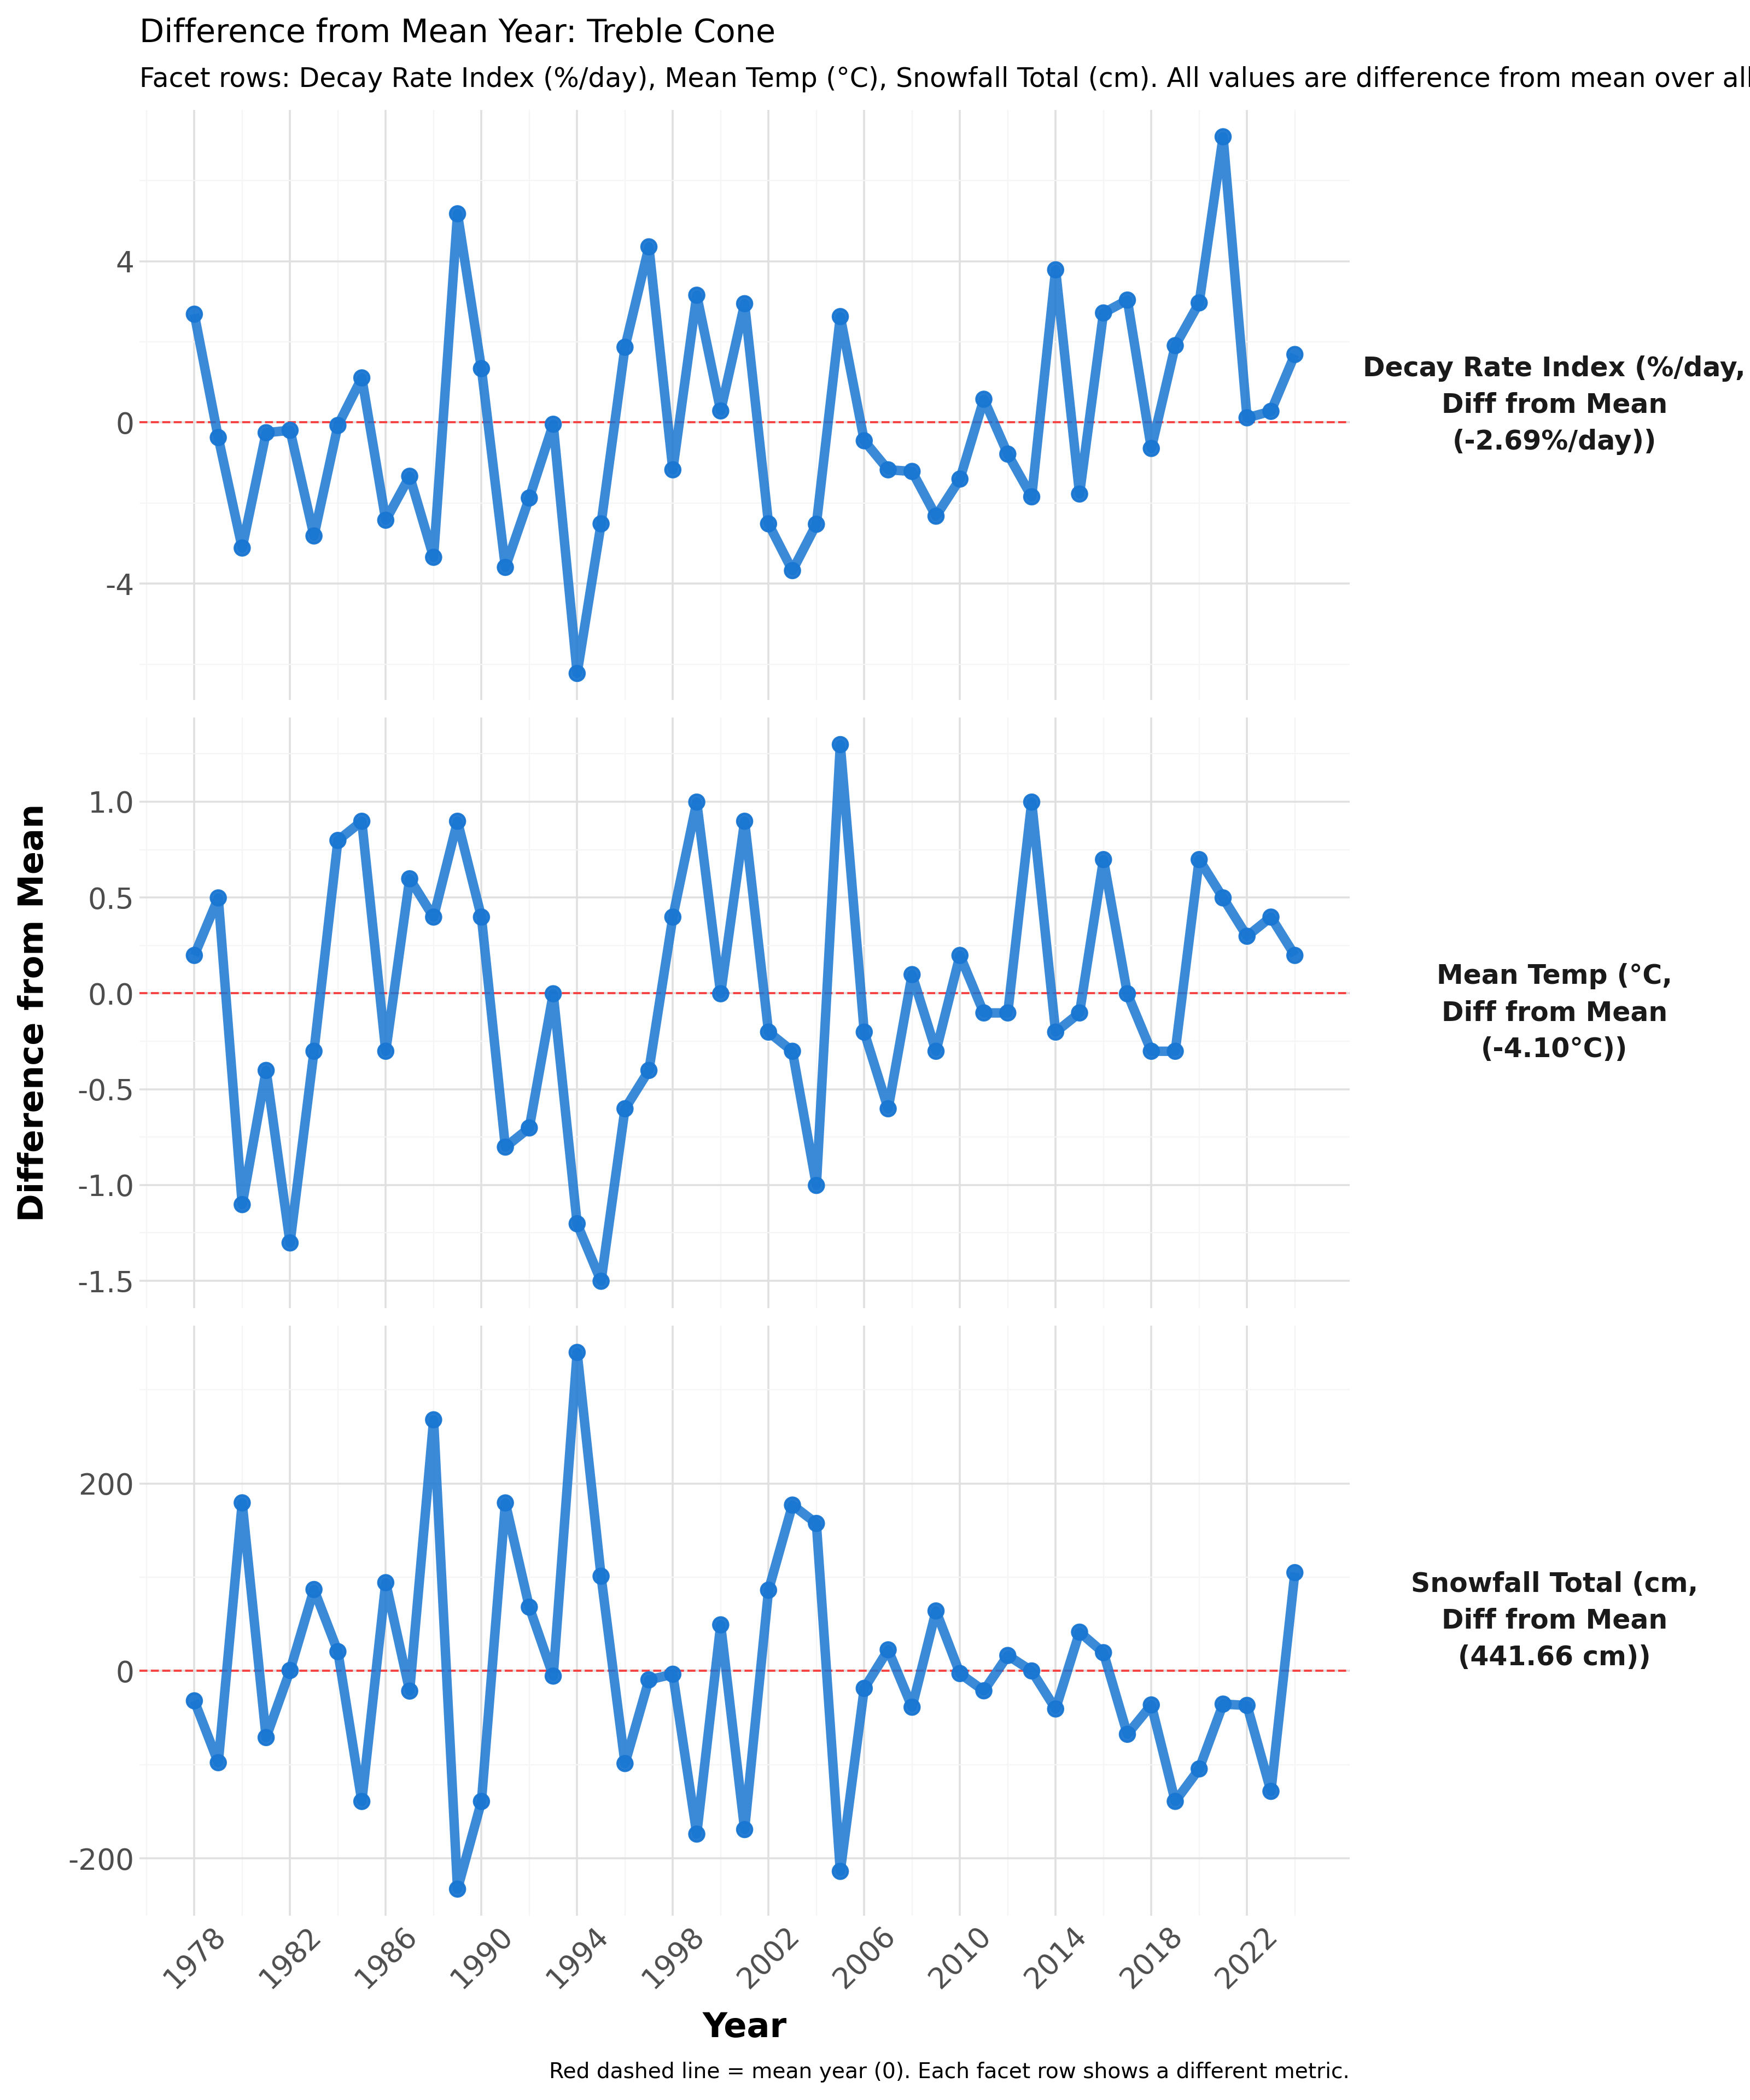 Difference from Mean Year: Treble Cone
Facet rows: Decay Rate Index (%/day), Mean Temp (°C), Snowfall Total (cm). All values are difference from mean over all
4
0
-4
Decay Rate Index (%/day,
Diff from Mean
(-2.69%/day))
Difference from Mean
1.0
0.5
0.0
-0.5
-1.0
-1.5
Mean Temp (°C,
Diff from Mean
(-4.10°C))
200
0
-200
Snowfall Total (cm,
Diff from Mean
(441.66 cm))
1978 1982 1986 1990 1994 1998 2002 2006 2010 2014 2018 2022
Year
Red dashed line = mean year (0). Each facet row shows a different metric.